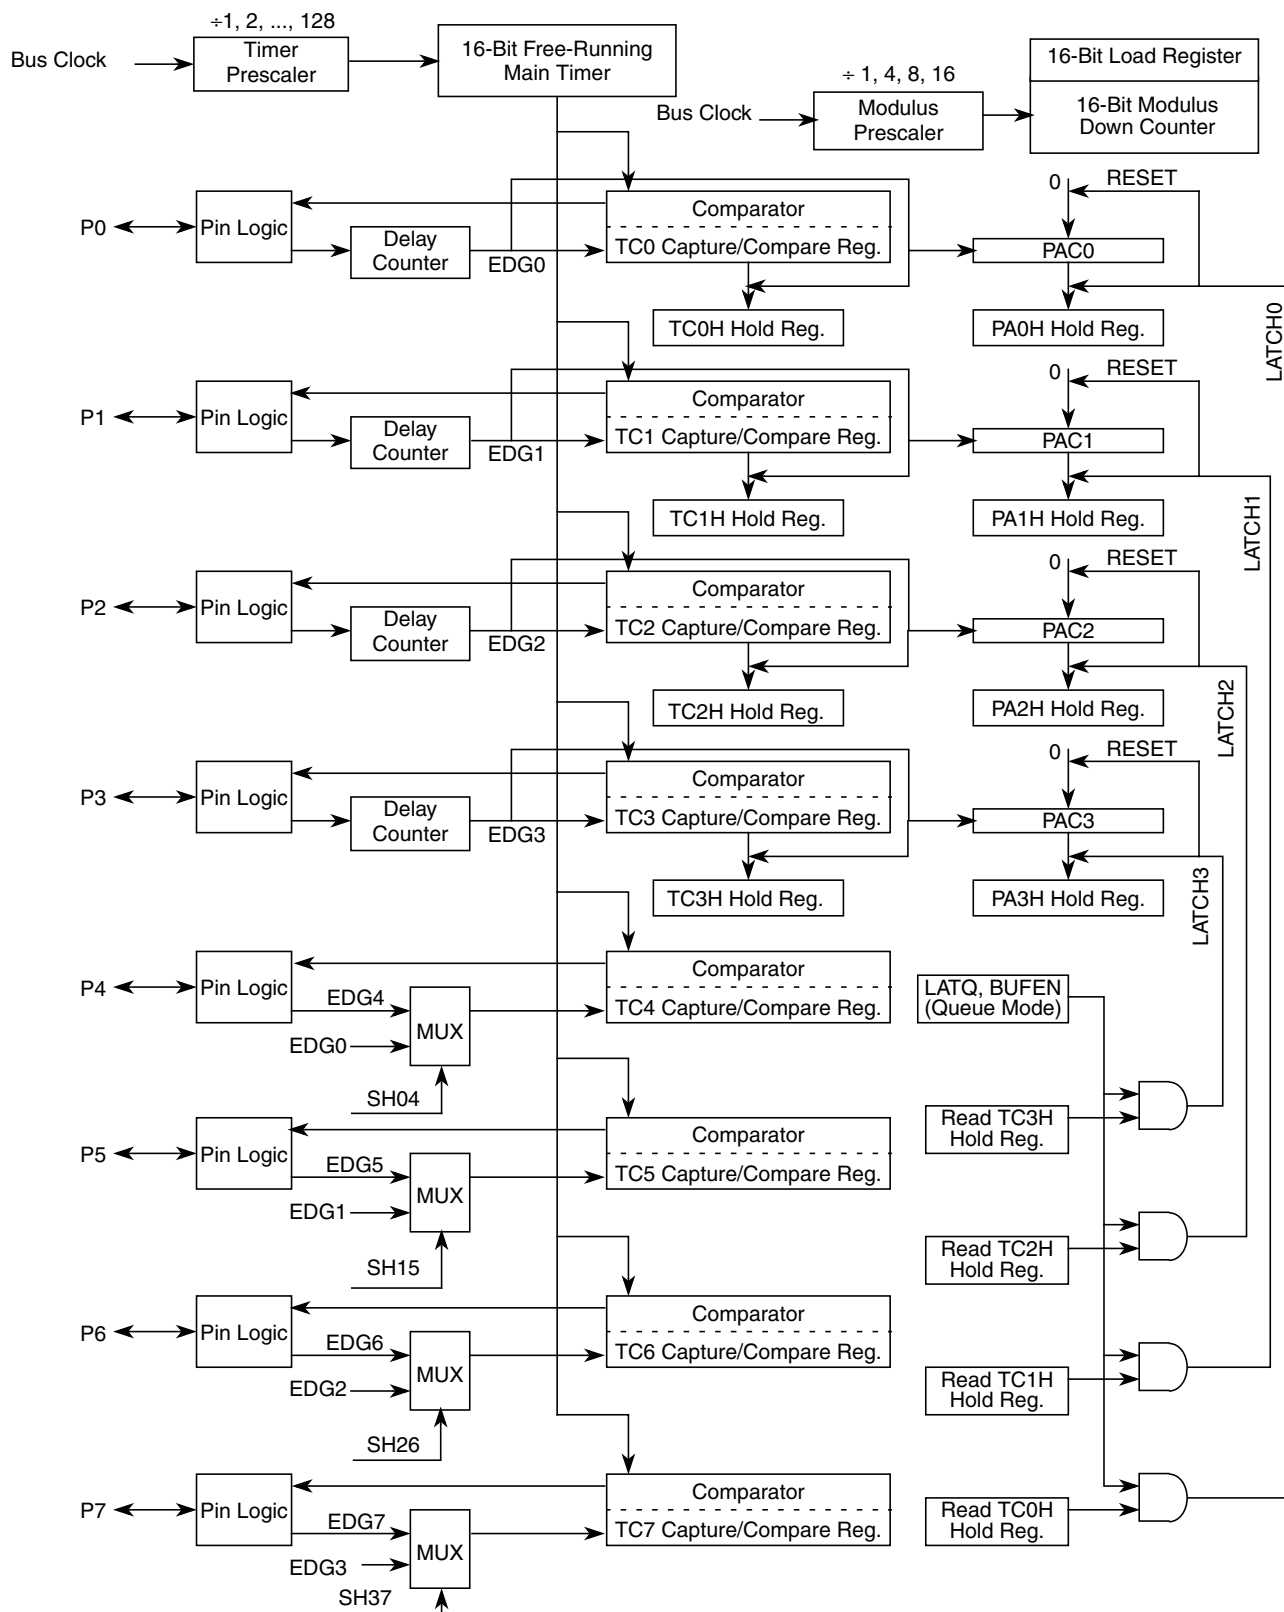 ÷1, 2, ..., 128
Bus Clock
Timer
Prescaler
16-Bit Free-Running
Main Timer
÷ 1, 4, 8, 16
Bus Clock
Modulus
Prescaler
16-Bit Load Register
16-Bit Modulus
Down Counter
P0
Pin Logic
Delay
Counter
EDG0
Comparator
TC0 Capture/Compare Reg.
TC0H Hold Reg.
0
RESET
PAC0
PA0H Hold Reg.
LATCH0
P1
Pin Logic
Delay
Counter
EDG1
Comparator
TC1 Capture/Compare Reg.
TC1H Hold Reg.
0
RESET
PAC1
PA1H Hold Reg.
LATCH1
P2
Pin Logic
Delay
Counter
EDG2
Comparator
TC2 Capture/Compare Reg.
TC2H Hold Reg.
0
RESET
PAC2
PA2H Hold Reg.
LATCH2
P3
Pin Logic
Delay
Counter
EDG3
Comparator
TC3 Capture/Compare Reg.
TC3H Hold Reg.
0
RESET
PAC3
PA3H Hold Reg.
LATCH3
P4
Pin Logic
EDG4
EDG0
MUX
SH04
Comparator
TC4 Capture/Compare Reg.
LATQ, BUFEN
(Queue Mode)
P5
Pin Logic
EDG5
EDG1
MUX
SH15
Comparator
TC5 Capture/Compare Reg.
Read TC3H
Hold Reg.
Read TC2H
Hold Reg.
P6
Pin Logic
EDG6
EDG2
MUX
SH26
Comparator
TC6 Capture/Compare Reg.
Read TC1H
Hold Reg.
P7
Pin Logic
EDG7
EDG3
MUX
SH37
Comparator
TC7 Capture/Compare Reg.
Read TC0H
Hold Reg.